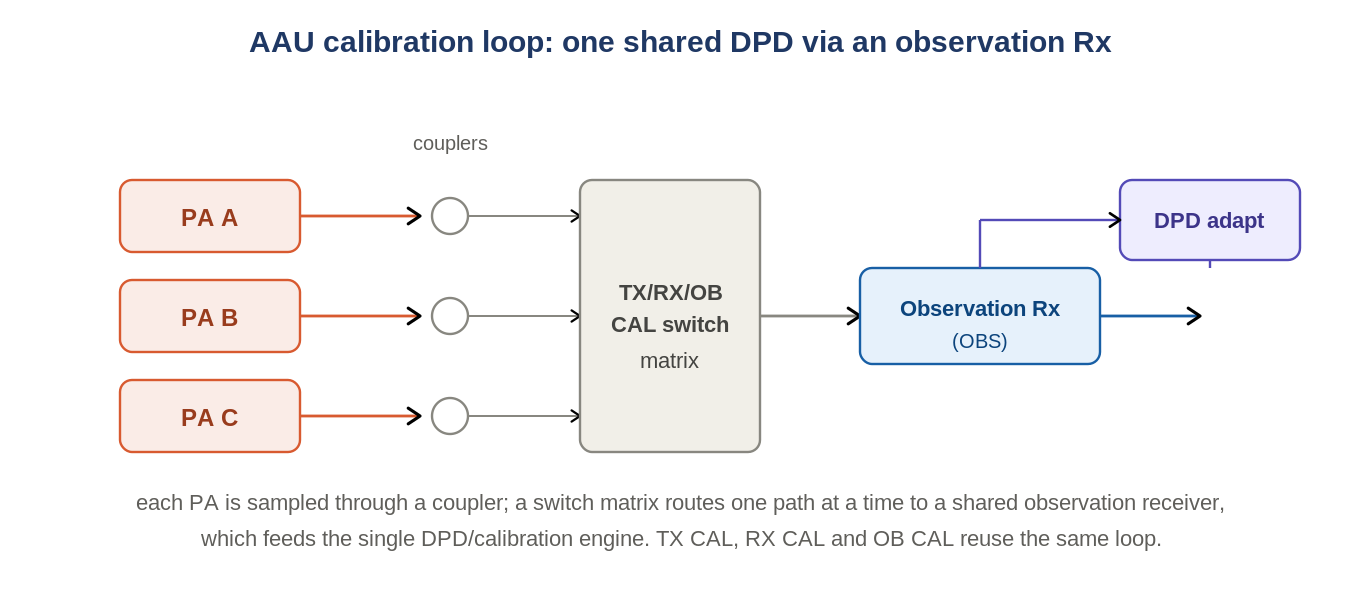 AAU calibration loop: one shared DPD via an observation Rx
couplers
PA A
PA B
PA C
TX/RX/OB
CAL switch
matrix
Observation Rx
(OBS)
DPD adapt
each PA is sampled through a coupler; a switch matrix routes one path at a time to a shared observation receiver,
which feeds the single DPD/calibration engine. TX CAL, RX CAL and OB CAL reuse the same loop.